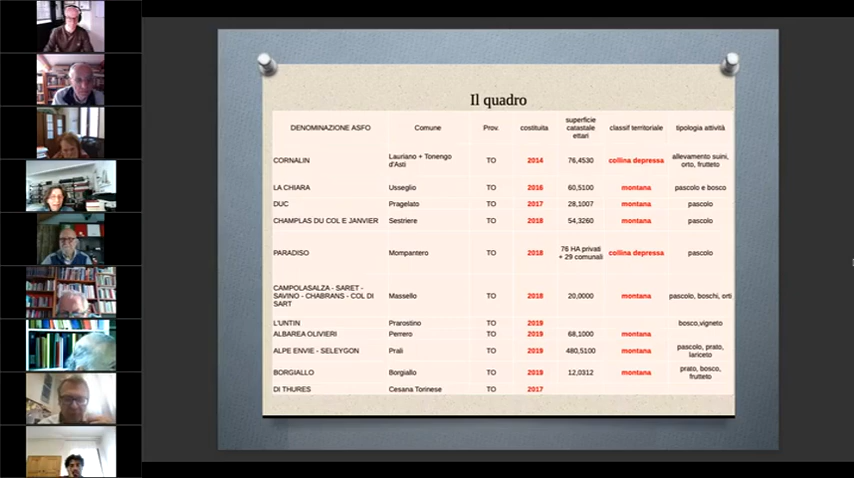 Il quadro
DENOMINAZIONE ASFO Comune Prov. costituita superficie catastale ettari classif territoriale tipologia attività
CORNALIN Lauriano + Tonengo d'Asti TO 2014 76,4530 collina depressa allevamento suini, orto, frutteto
LA CHIARA Usseglio TO 2016 60,5100 montana pascolo e bosco
DUC Pragelato TO 2017 28,1007 montana pascolo
CHAMPLAS DU COL E JANVIER Sestriere TO 2018 54,3260 montana pascolo
PARADISO Mompantero TO 2018 76 HA privati + 29 comunali collina depressa pascolo
CAMPOLASALZA - SARET - SAVINO - CHABRANS - COL DI SART Massello TO 2018 20,0000 montana pascolo, boschi, orti
L'UNTIN Prarostino TO 2019 bosco,vigneto
ALBAREA OLIVIERI Perrero TO 2019 68,1000 montana
ALPE ENVIE - SELEYGON Prali TO 2019 480,5100 montana pascolo, prato, lariceto
BORGIALLO Borgiallo TO 2019 12,0312 montana prato, bosco, frutteto
DI THURES Cesana Torinese TO 2017